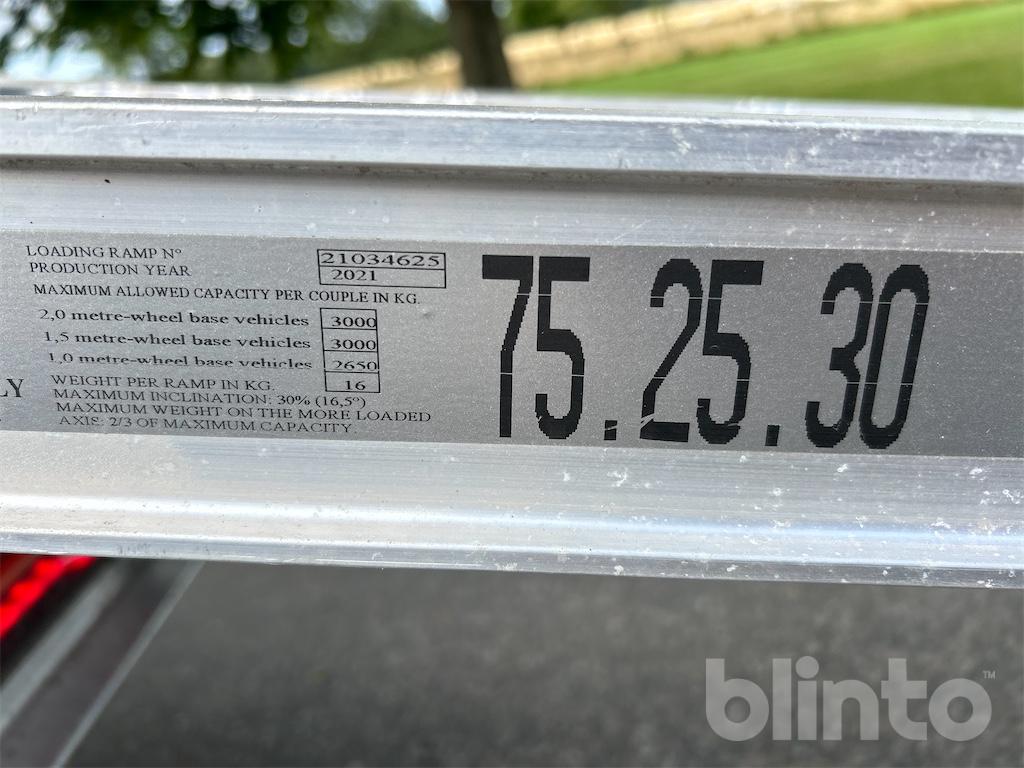 LOADING RAMP Nº 21034625
PRODUCTION YEAR 2021
MAXIMUM ALLOWED CAPACITY PER COUPLE IN KG.
2,0 metre-wheel base vehicles 3000
1,5 metre-wheel base vehicles 3000
1,0 metre-wheel base vehicles 2650
WEIGHT PER RAMP IN KG. 16
MAXIMUM INCLINATION: 30% (16,5º)
MAXIMUM WEIGHT ON THE MORE LOADED
AXIS: 2/3 OF MAXIMUM CAPACITY.
LY
75.25.30
blinto™